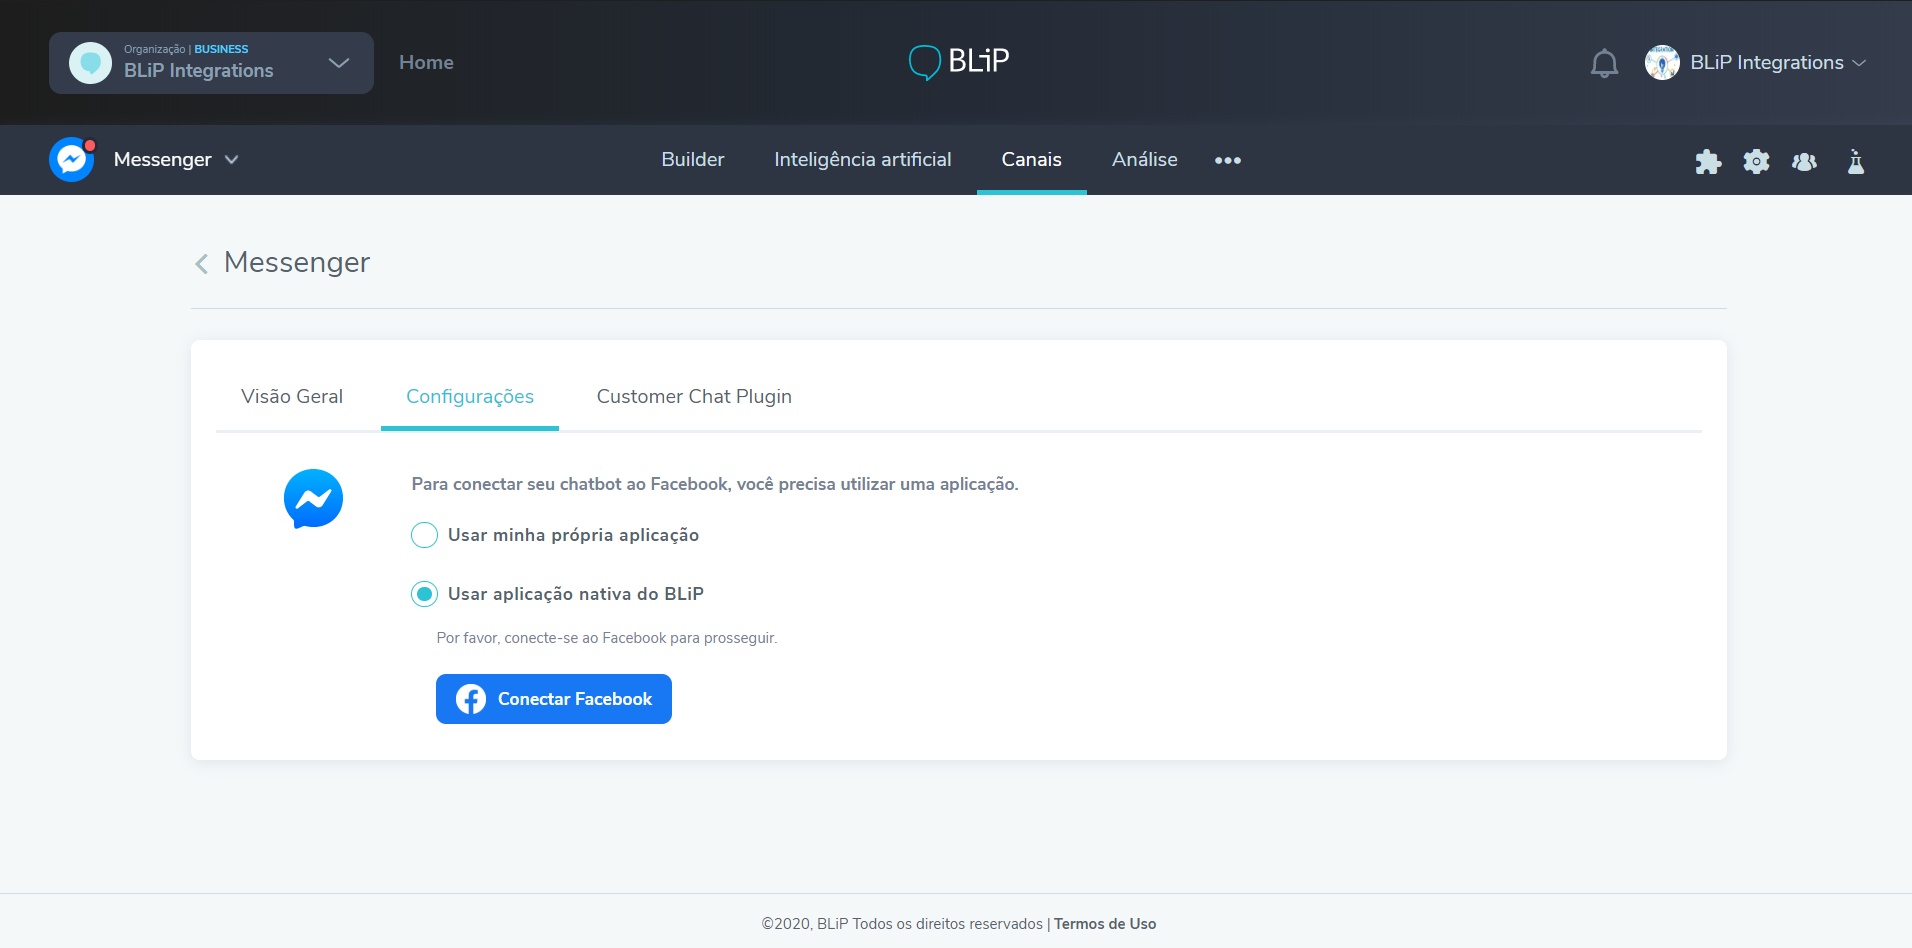 Organização | BUSINESS
BLiP Integrations
Home
BLiP
BLiP Integrations
Messenger
Builder
Inteligência artificial
Canais
Análise
Messenger
Visão Geral
Configurações
Customer Chat Plugin
Para conectar seu chatbot ao Facebook, você precisa utilizar uma aplicação.
Usar minha própria aplicação
Usar aplicação nativa do BLiP
Por favor, conecte-se ao Facebook para prosseguir.
Conectar Facebook
©2020, BLiP Todos os direitos reservados | Termos de Uso